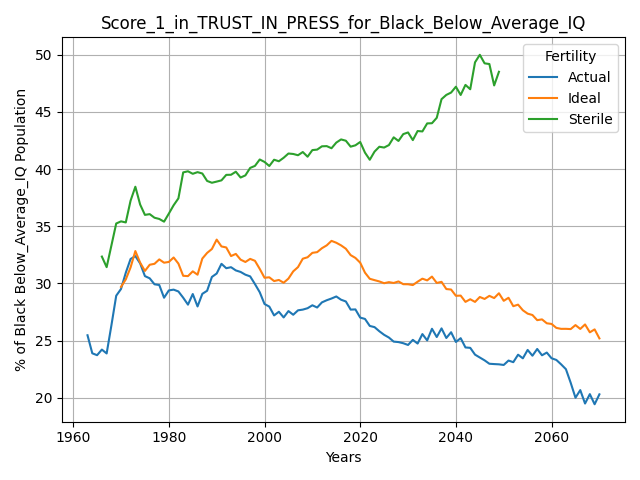 Score_1_in_TRUST_IN_PRESS_for_Black_Below_Average_IQ
% of Black Below_Average_IQ Population
50
45
40
35
30
25
20
Fertility
Actual
Ideal
Sterile
1960
1980
2000
2020
2040
2060
Years